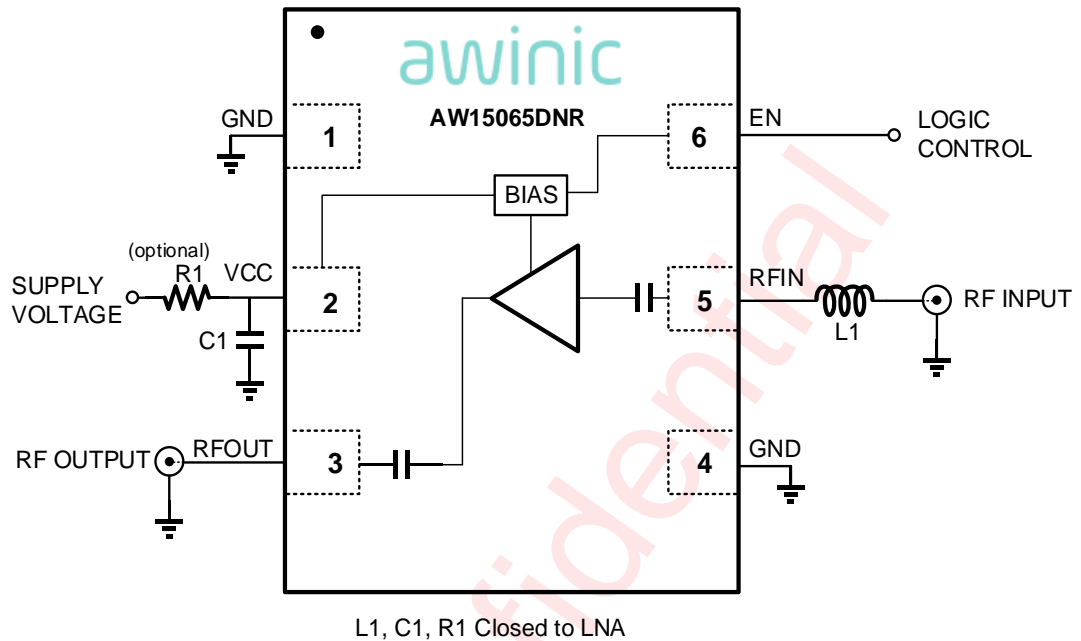 awinic
AW15065DNR
GND
1
6
EN
LOGIC
CONTROL
BIAS
(optional)
R1
VCC
SUPPLY
VOLTAGE
2
C1
5
RFIN
L1
RF INPUT
RF OUTPUT
RFOUT
3
4
GND
L1, C1, R1 Closed to LNA
fidential